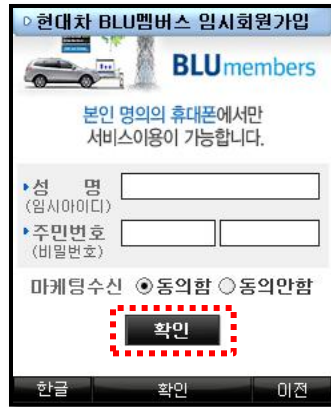 현대차 BLU멤버스 임시회원가입
BLUmembers
본인 명의의 휴대폰에서만
서비스이용이 가능합니다.
성 명
(임시아이디)
주민번호
(비밀번호)
마케팅수신 동의함 동의안함
확인
한글 확인 이전